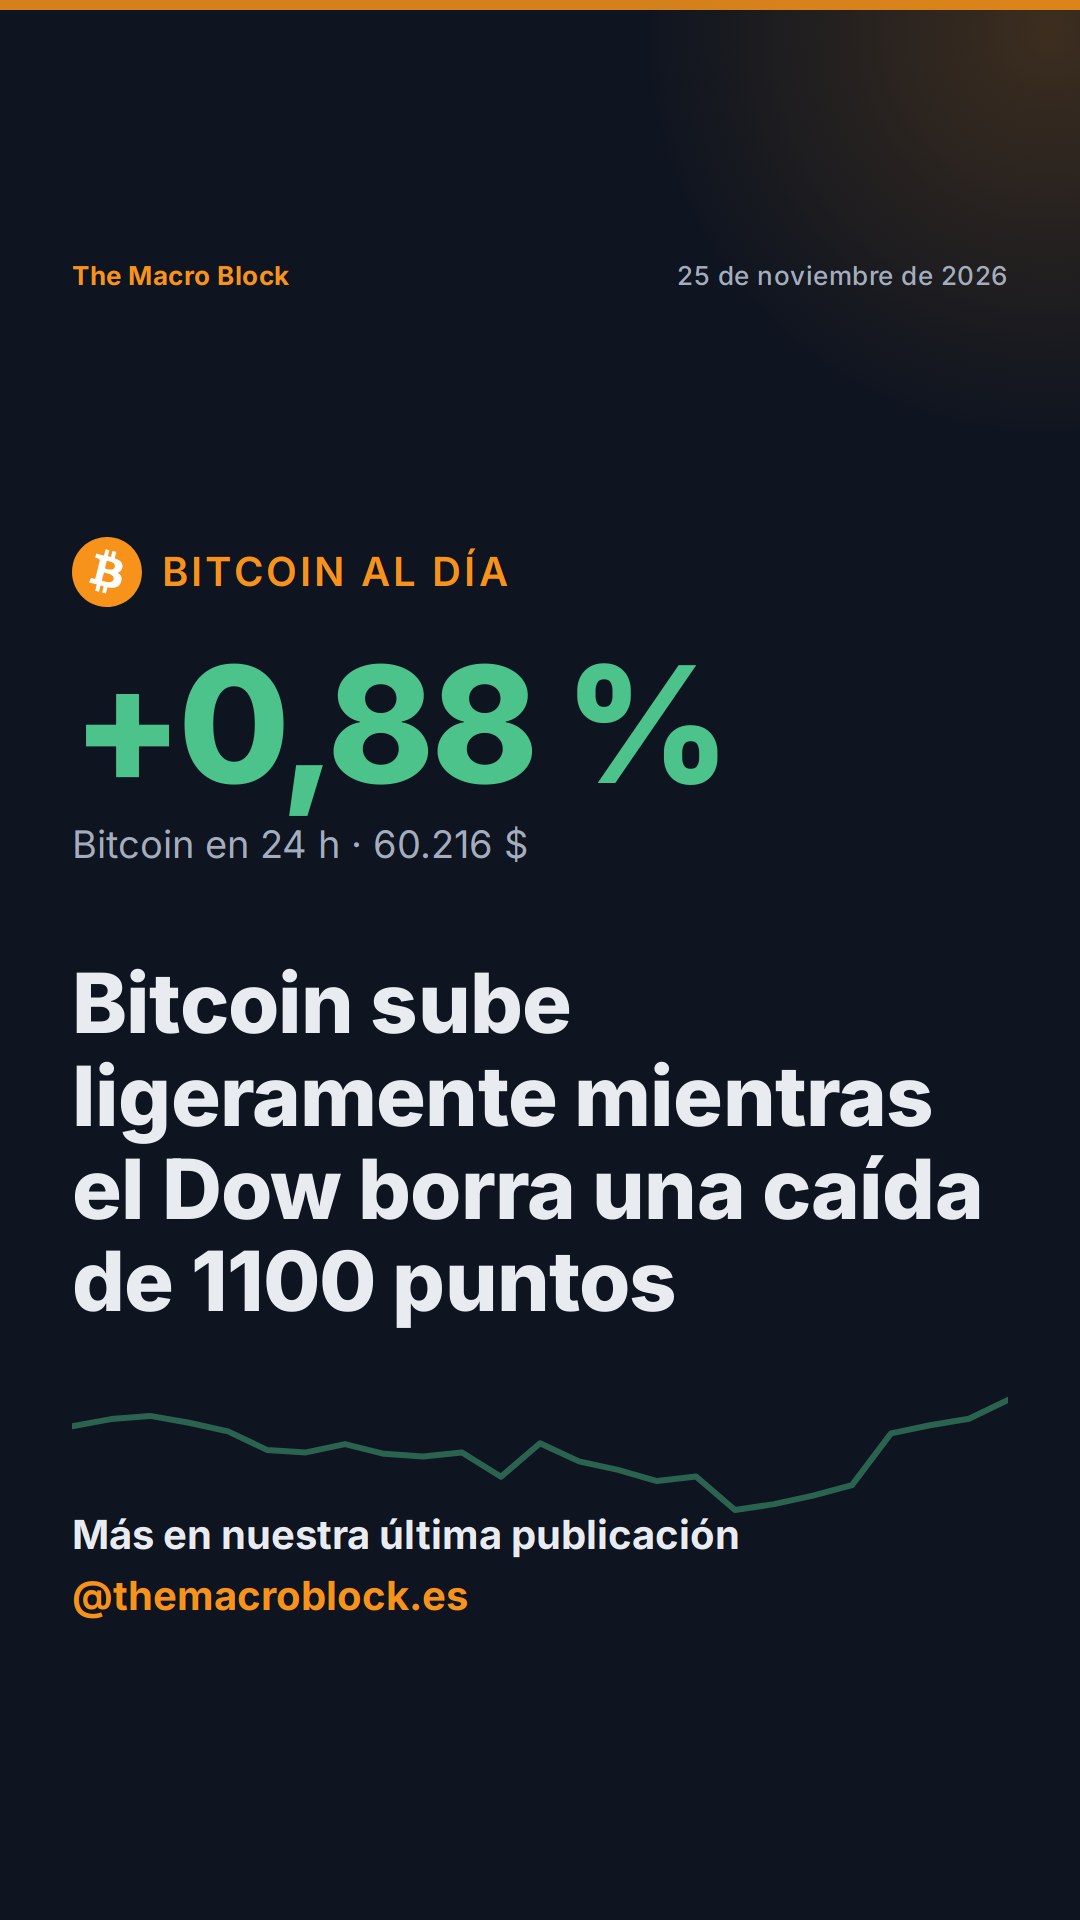 The Macro Block
25 de noviembre de 2026
BITCOIN AL DÍA
+0,88 %
Bitcoin en 24 h · 60.216 $
Bitcoin sube
ligeramente mientras
el Dow borra una caída
de 1100 puntos
Más en nuestra última publicación
@themacroblock.es